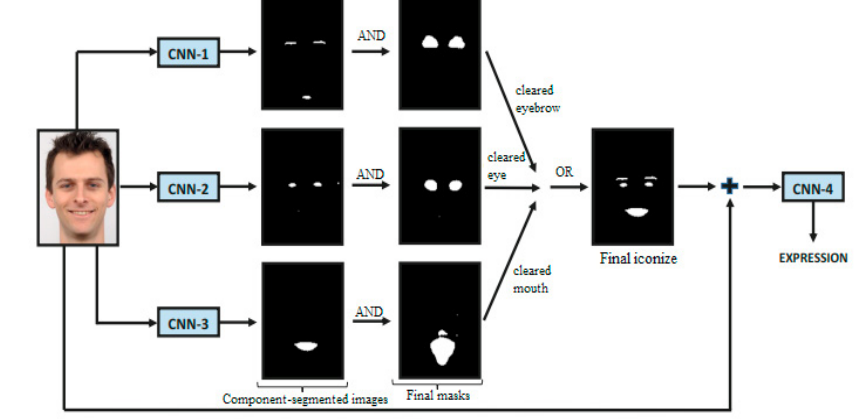 CNN-1
AND
cleared
eyebrow
CNN-2
AND
cleared
eye
OR
CNN-4
Final iconize
EXPRESSION
cleared
mouth
CNN-3
AND
Component-segmented images
Final masks